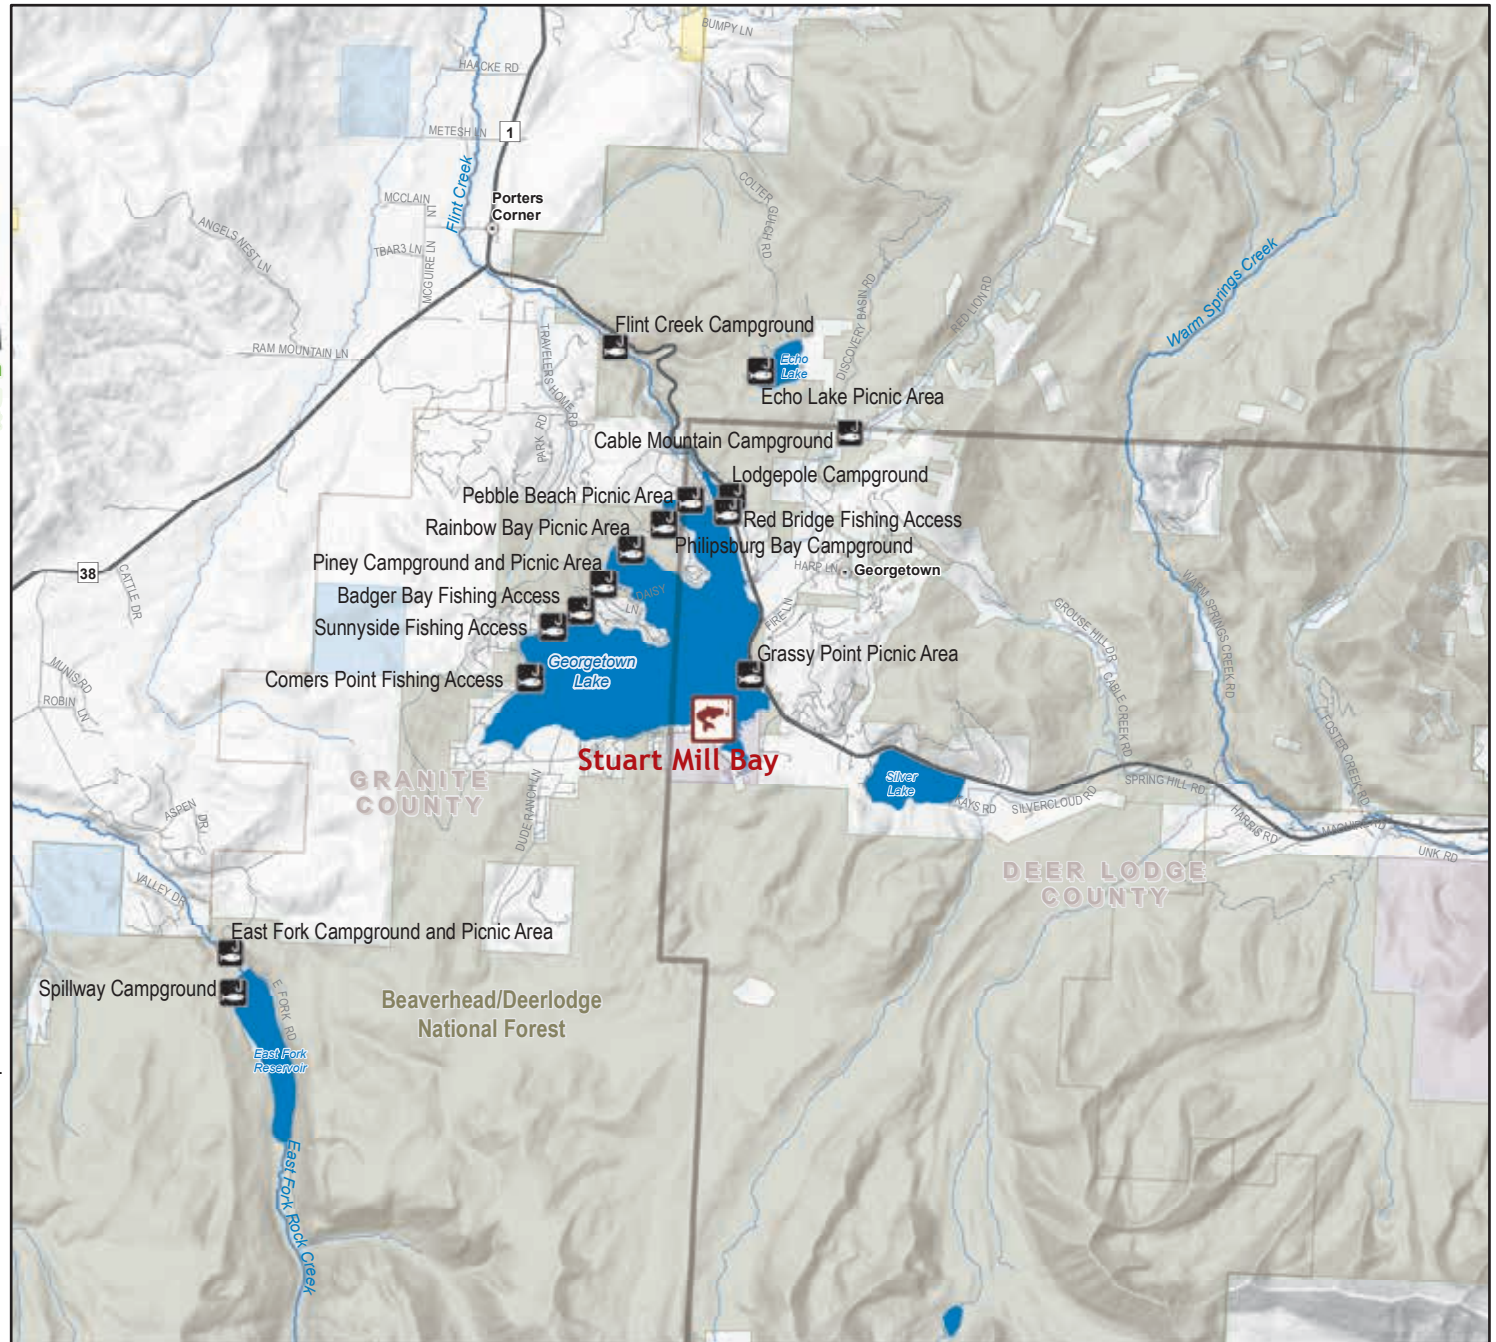 BUMPY LN
HAACKE RD
METESH LN
1
Flint Creek
MCCLAIN
LN
Porters
Corner
COLTER GULCH RD
ANGELS NEST LN
TBAR3 LN
MCGUIRE LN
Warm Springs Creek
DISCOVERY BASIN RD
RED LION RD
Flint Creek Campground
RAM MOUNTAIN LN
TRAVELERS HOME RD
Echo
Lake
Echo Lake Picnic Area
PARK RD
Cable Mountain Campground
Lodgepole Campground
Pebble Beach Picnic Area
Red Bridge Fishing Access
Rainbow Bay Picnic Area
Philipsburg Bay Campground
Piney Campground and Picnic Area
HARP LN
Georgetown
38
CATTLE DR
Badger Bay Fishing Access
DAISY
LN
FIRE LN
GROUSE HILL DR
WARM SPRINGS CREEK RD
Sunnyside Fishing Access
Georgetown
Lake
Grassy Point Picnic Area
MUNIS RD
Comers Point Fishing Access
ROBIN LN
CABLE CREEK RD
FOSTER CREEK RD
Stuart Mill Bay
GRANITE
COUNTY
Silver
Lake
KAYS RD
SILVERCLOUD RD
SPRING HILL RD
HARRIS RD
MAGUIRE RD
UNK RD
ASPEN
DR
DUDE RANCH LN
DEER LODGE
COUNTY
VALLEY DR
East Fork Campground and Picnic Area
Spillway Campground
E FORK RD
Beaverhead/Deerlodge
National Forest
East Fork
Reservoir
East Fork Rock Creek